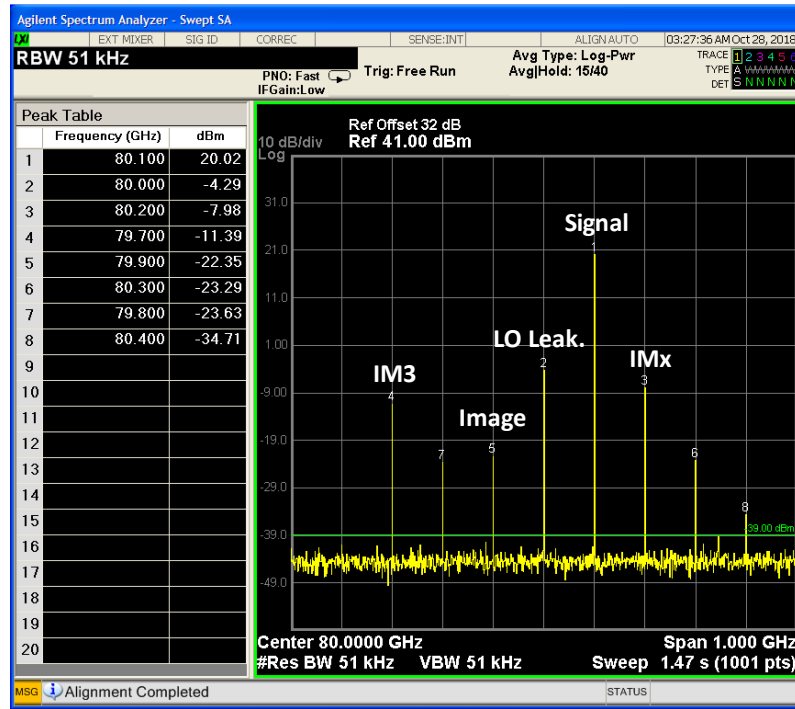 Agilent Spectrum Analyzer - Swept SA
LXI EXT MIXER SIG ID CORREC SENSE:INT ALIGN AUTO 03:27:36 AM Oct 28, 2018
RBW 51 kHz
PNO: Fast
IFGain:Low
Trig: Free Run
Avg Type: Log-Pwr
Avg|Hold: 15/40
TRACE 1 2 3 4 5 6
TYPE A WWWWW
DET S N N N N
Peak Table
Frequency (GHz) dBm
1 80.100 20.02
2 80.000 -4.29
3 80.200 -7.98
4 79.700 -11.39
5 79.900 -22.35
6 80.300 -23.29
7 79.800 -23.63
8 80.400 -34.71
9
10
11
12
13
14
15
16
17
18
19
20
10 dB/div
Log
Ref Offset 32 dB
Ref 41.00 dBm
31.0
21.0
11.0
1.00
-9.00
-19.0
-29.0
-39.0
-49.0
Signal
1
LO Leak.
2
IMx
3
IM3
4
Image
5
7
6
8
39.00 dBm
Center 80.0000 GHz
Span 1.000 GHz
#Res BW 51 kHz VBW 51 kHz Sweep 1.47 s (1001 pts)
MSG Alignment Completed STATUS